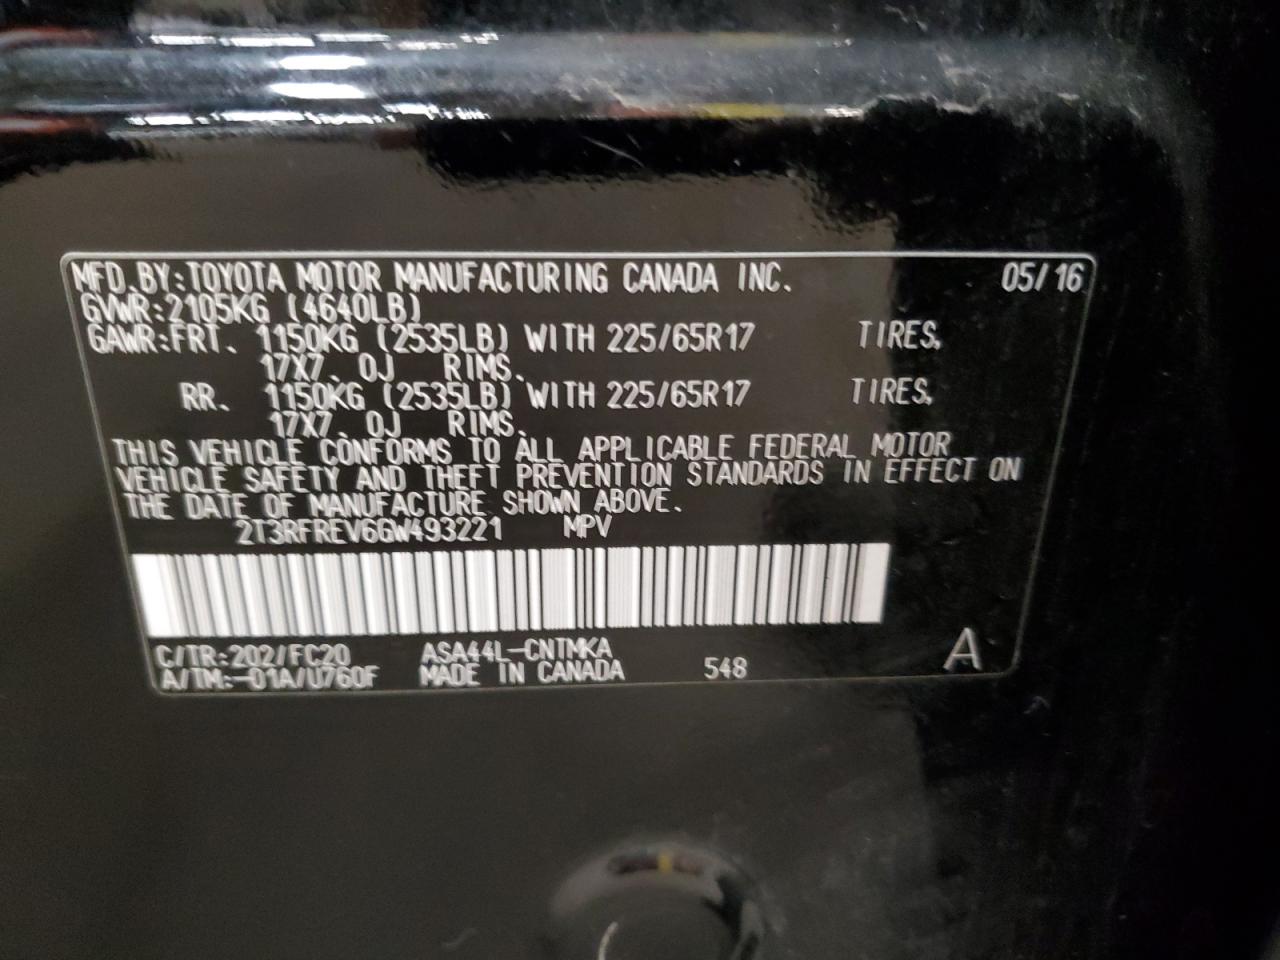 MFD.BY:TOYOTA MOTOR MANUFACTURING CANADA INC. 05/16
GVWR:2105KG (4640LB)
GAWR:FRT. 1150KG (2535LB) WITH 225/65R17 TIRES,
17X7.0J RIMS.
RR. 1150KG (2535LB) WITH 225/65R17 TIRES,
17X7.0J RIMS.
THIS VEHICLE CONFORMS TO ALL APPLICABLE FEDERAL MOTOR
VEHICLE SAFETY AND THEFT PREVENTION STANDARDS IN EFFECT ON
THE DATE OF MANUFACTURE SHOWN ABOVE.
2T3RFREV6GW493221 MPV
C/TR:202/FC20 ASA44L-CNTMKA
A/TM:-01A/U760F MADE IN CANADA 548 A